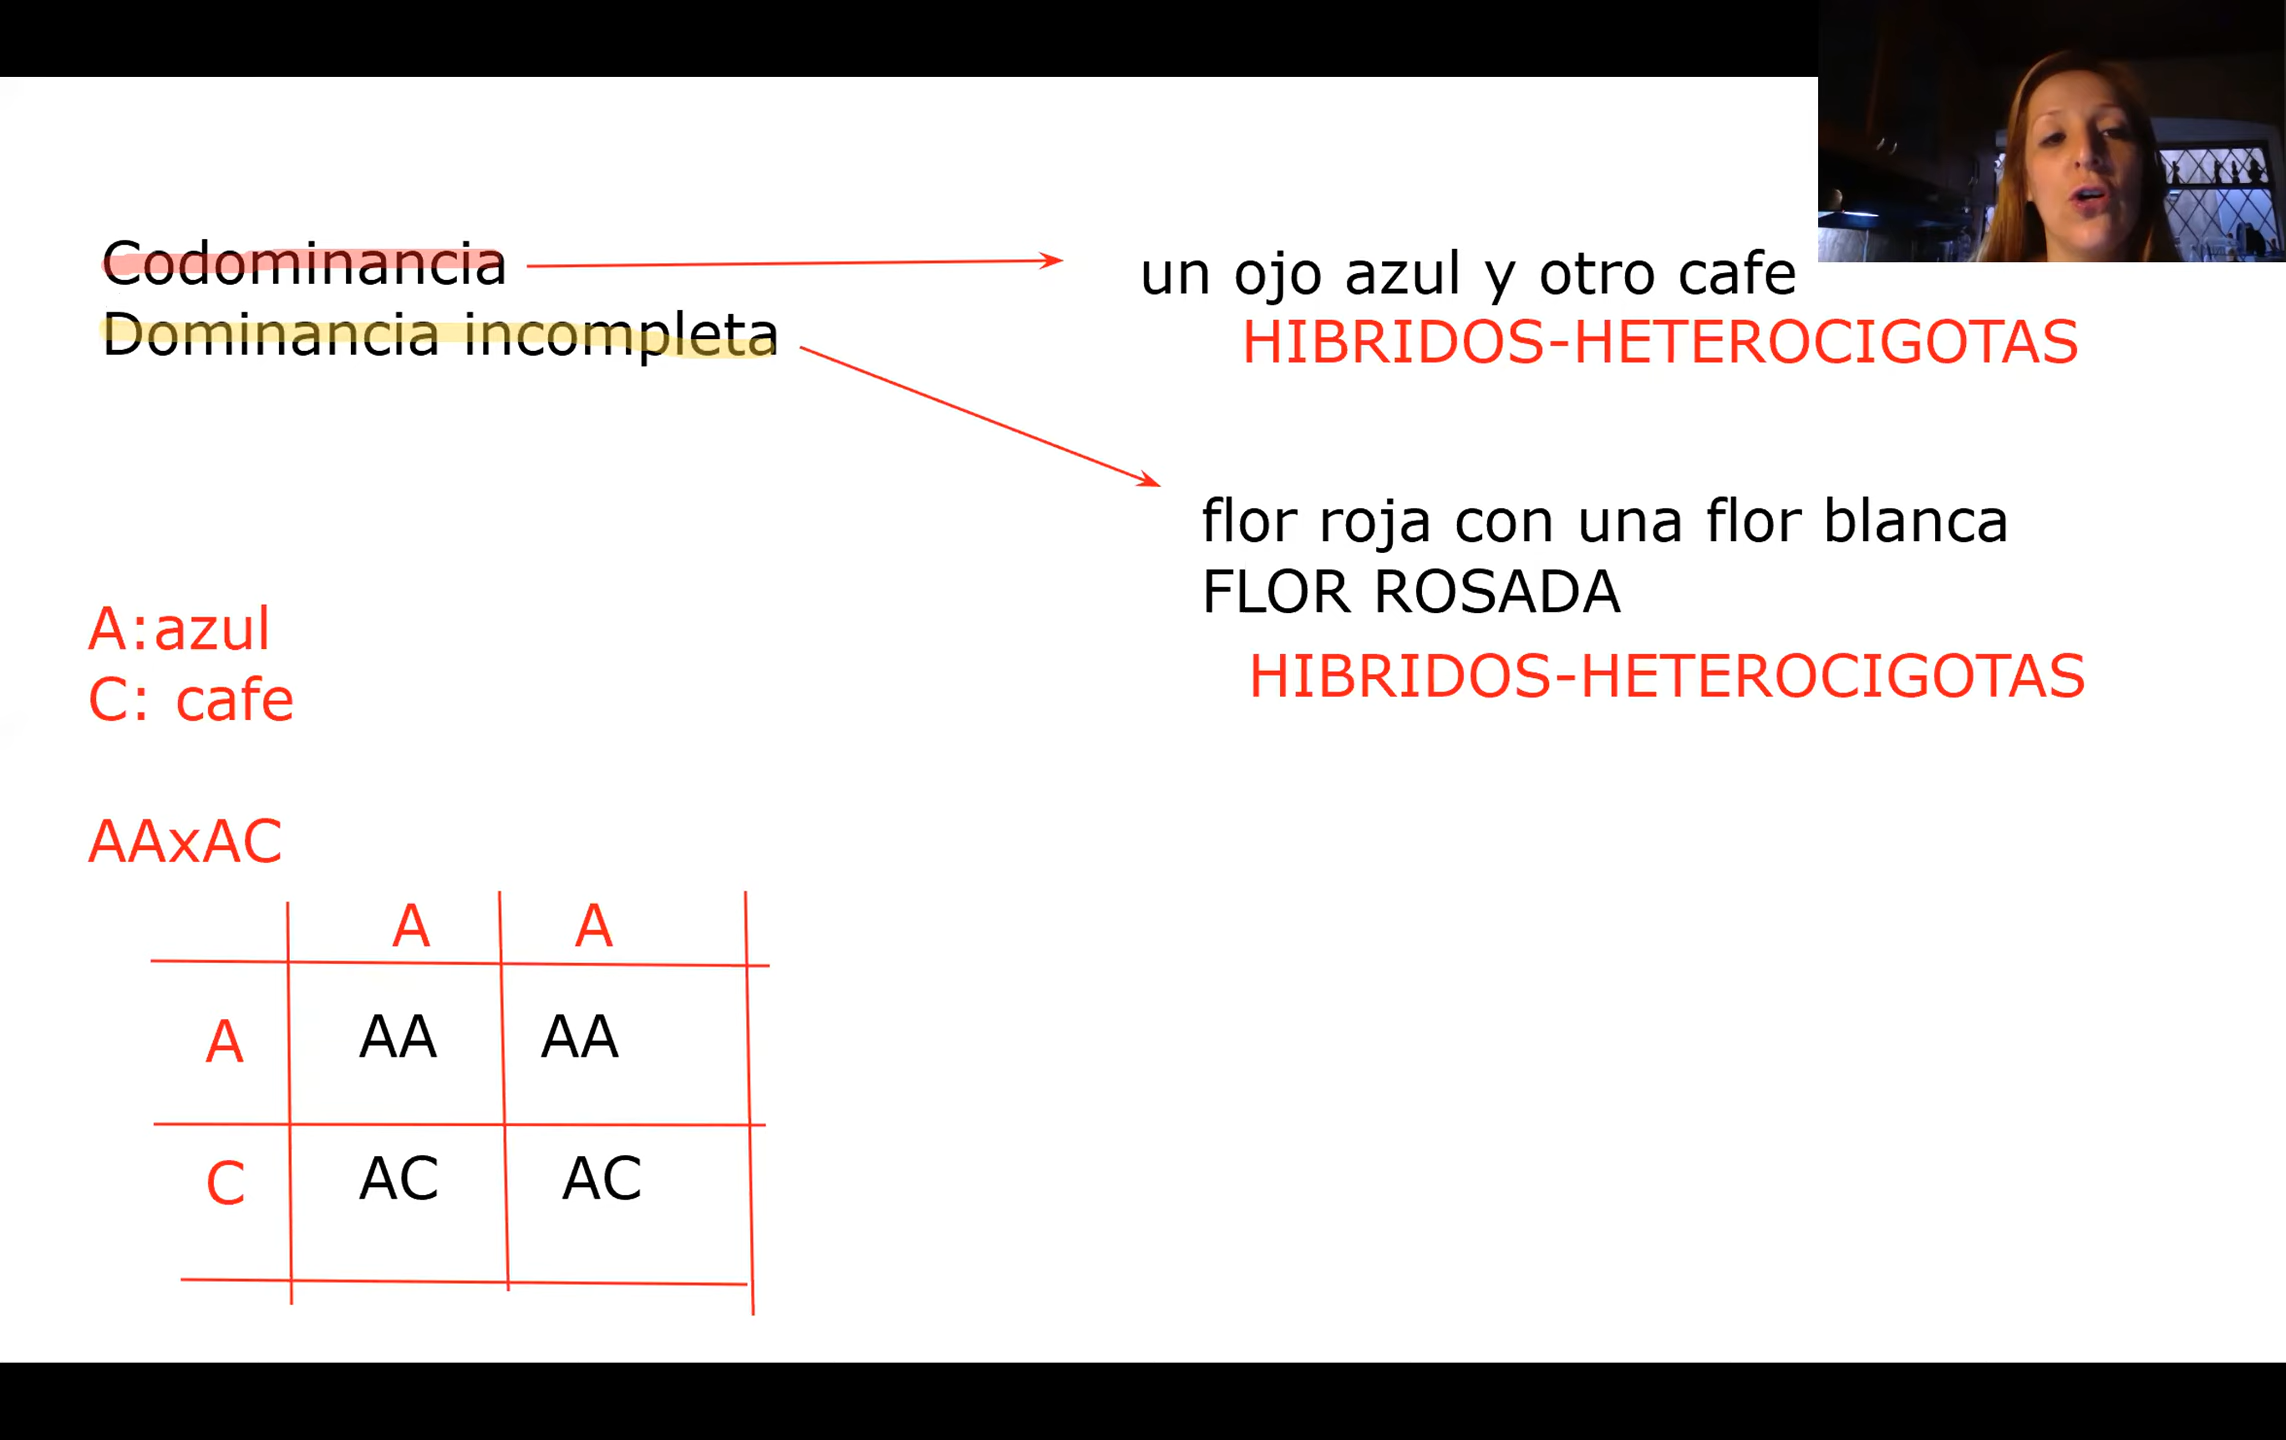 Codominancia
Dominancia incompleta
un ojo azul y otro cafe
HIBRIDOS-HETEROCIGOTAS
flor roja con una flor blanca
FLOR ROSADA
HIBRIDOS-HETEROCIGOTAS
A:azul
C: cafe
AAxAC
A A
A AA AA
C AC AC